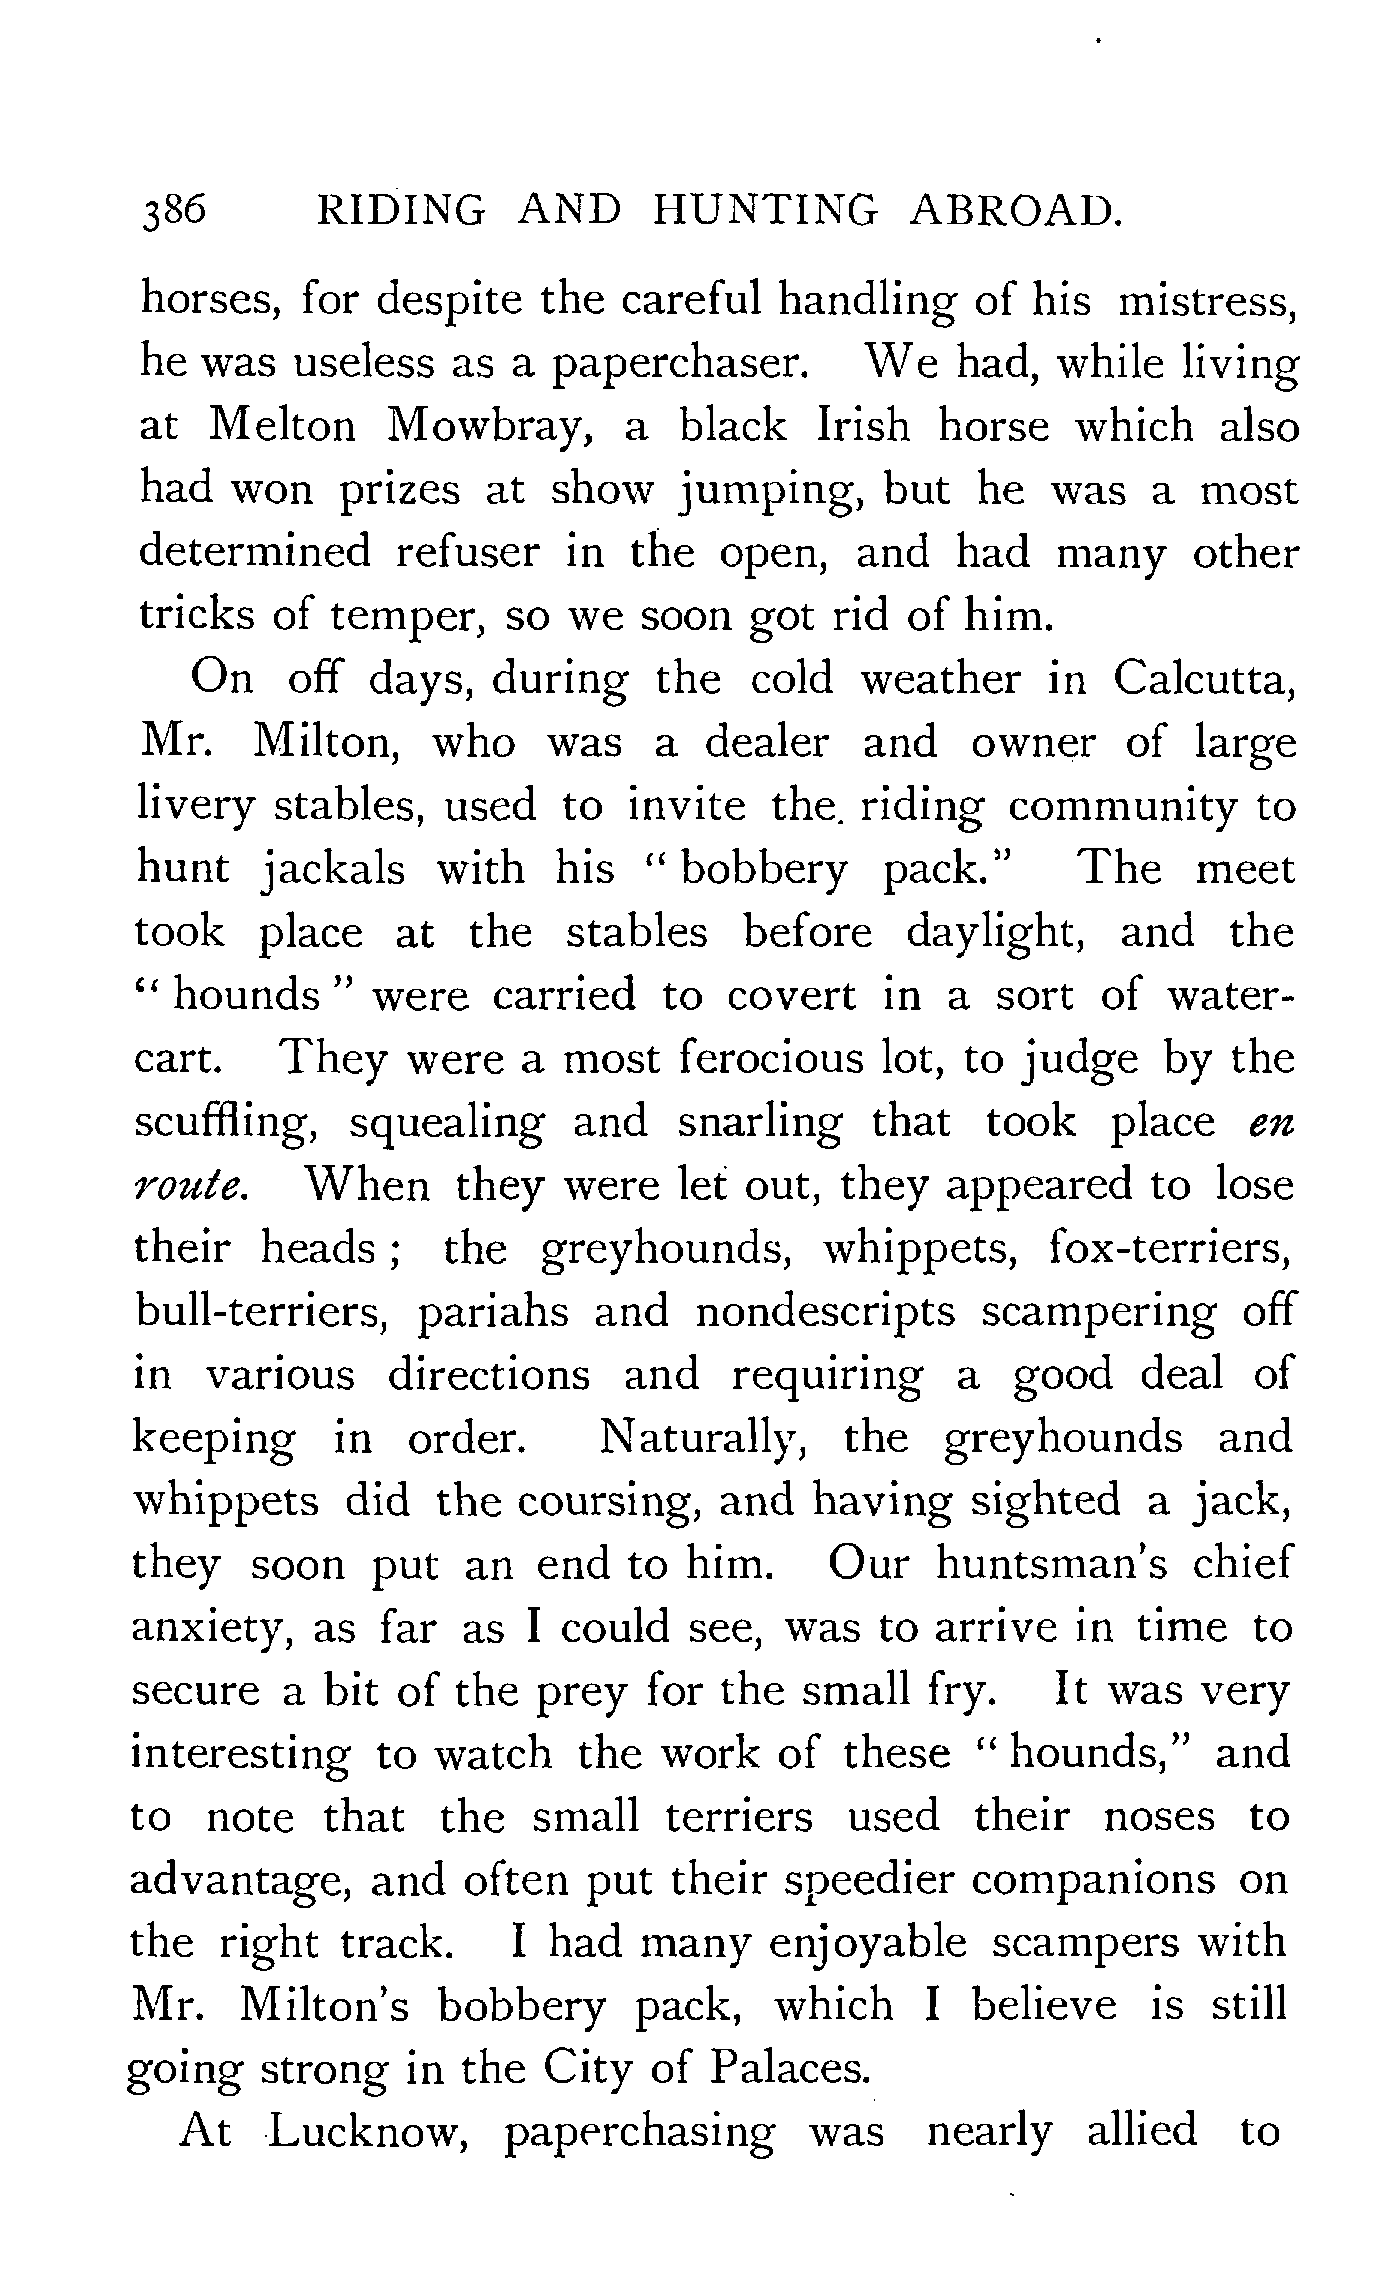 386 RIDING AND HUNTING ABROAD.
horses, for despite the careful handling of his mistress,
he was useless as a paperchaser. We had, while living
at Melton Mowbray, a black Irish horse which also
had won prizes at show jumping, but he was a most
determined refuser in the open, and had many other
tricks of temper, so we soon got rid of him.
On off days, during the cold weather in Calcutta,
Mr. Milton, who was a dealer and owner of large
livery stables, used to invite the. riding community to
hunt jackals with his “ bobbery pack.” The meet
took place at the stables before daylight, and the
“ hounds ” were carried to covert in a sort of water-
cart. They were a most ferocious lot, to judge by the
scuffling, squealing and snarling that took place en
route. When they were let out, they appeared to lose
their heads ; the greyhounds, whippets, fox-terriers,
bull-terriers, pariahs and nondescripts scampering off
in various directions and requiring a good deal of
keeping in order. Naturally, the greyhounds and
whippets did the coursing, and having sighted a jack,
they soon put an end to him. Our huntsman’s chief
anxiety, as far as I could see, was to arrive in time to
secure a bit of the prey for the small fry. It was very
interesting to watch the work of these “ hounds,” and
to note that the small terriers used their noses to
advantage, and often put their speedier companions on
the right track. I had many enjoyable scampers with
Mr. Milton’s bobbery pack, which I believe is still
going strong in the City of Palaces.
At Lucknow, paperchasing was nearly allied to